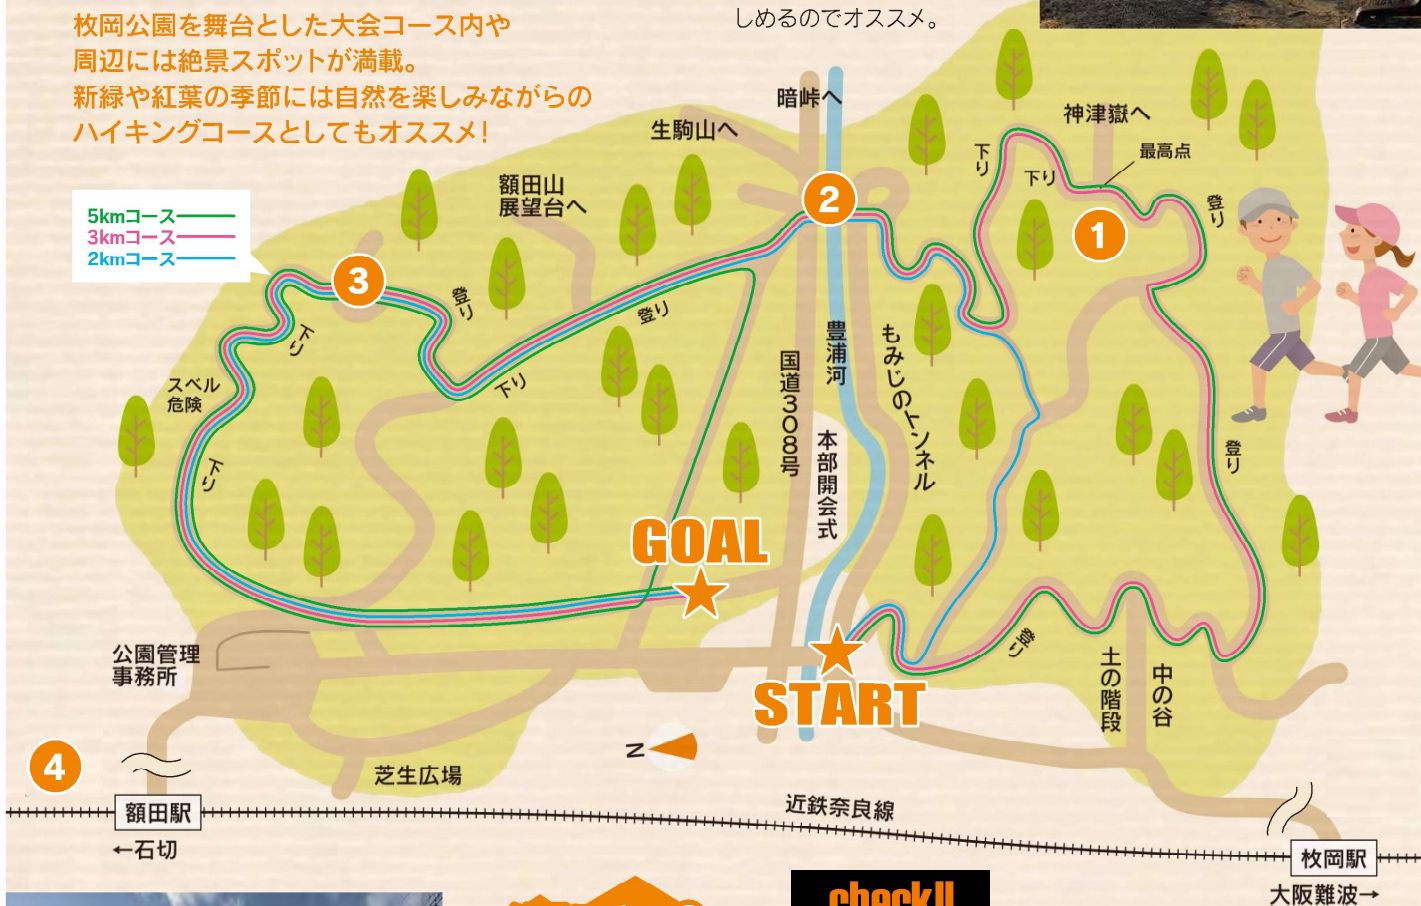 しめるのでオススメ。
枚岡公園を舞台とした大会コース内や
周辺には絶景スポットが満載。
新緑や紅葉の季節には自然を楽しみながらの
ハイキングコースとしてもオススメ!
暗峠へ
生駒山へ
神津嶽へ
最高点
額田山
展望台へ
下り
下り
登り
5kmコース
3kmコース
2kmコース
2
1
3
登り
登り
下り
下り
スベル
危険
下り
国道308号
豊浦河
もみじのトンネル
本部開会式
登り
GOAL
START
登り
土の階段
中の谷
公園管理
事務所
N
4
芝生広場
額田駅
←石切
近鉄奈良線
枚岡駅
大阪難波→
check!!